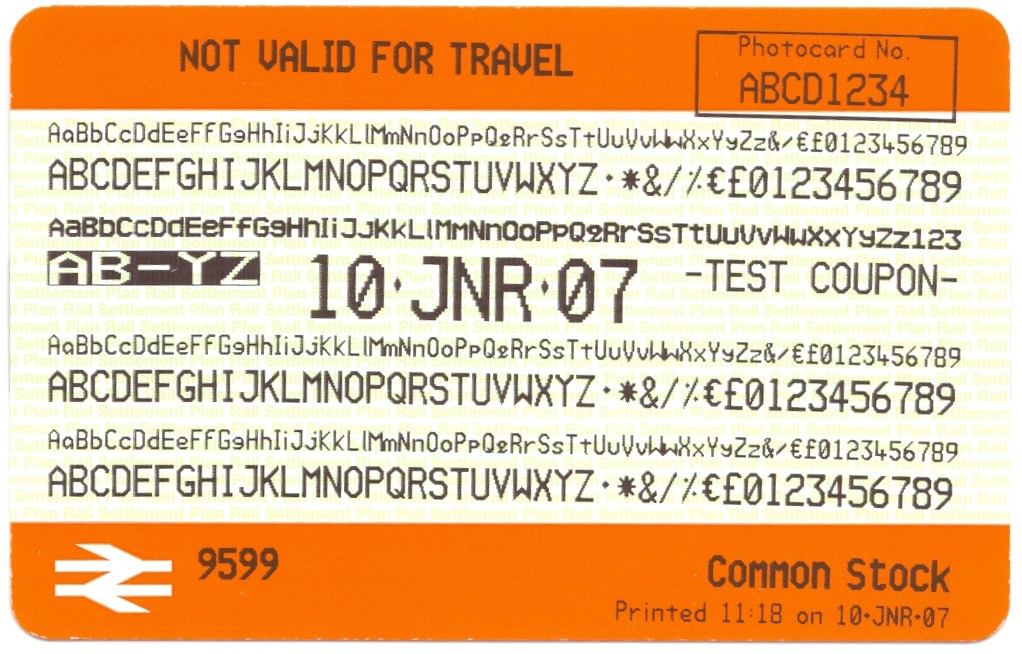 NOT VALID FOR TRAVEL
Photocard No.
ABCD1234
AaBbCcDdEeFfGgHhIiJjKkLlMmNnOoPpQqRrSsTtUuVvWwXxYyZz&/€£0123456789
ABCDEFGHIJKLMNOPQRSTUVWXYZ·*&/%€£0123456789
AaBbCcDdEeFfGgHhIiJjKkLlMmNnOoPpQqRrSsTtUuVvWwXxYyZz123
AB-YZ 10·JNR·07 -TEST COUPON-
AaBbCcDdEeFfGgHhIiJjKkLlMmNnOoPpQqRrSsTtUuVvWwXxYyZz&/€£0123456789
ABCDEFGHIJKLMNOPQRSTUVWXYZ·*&/%€£0123456789
AaBbCcDdEeFfGgHhIiJjKkLlMmNnOoPpQqRrSsTtUuVvWwXxYyZz&/€£0123456789
ABCDEFGHIJKLMNOPQRSTUVWXYZ·*&/%€£0123456789
9599
Common Stock
Printed 11:18 on 10·JNR·07